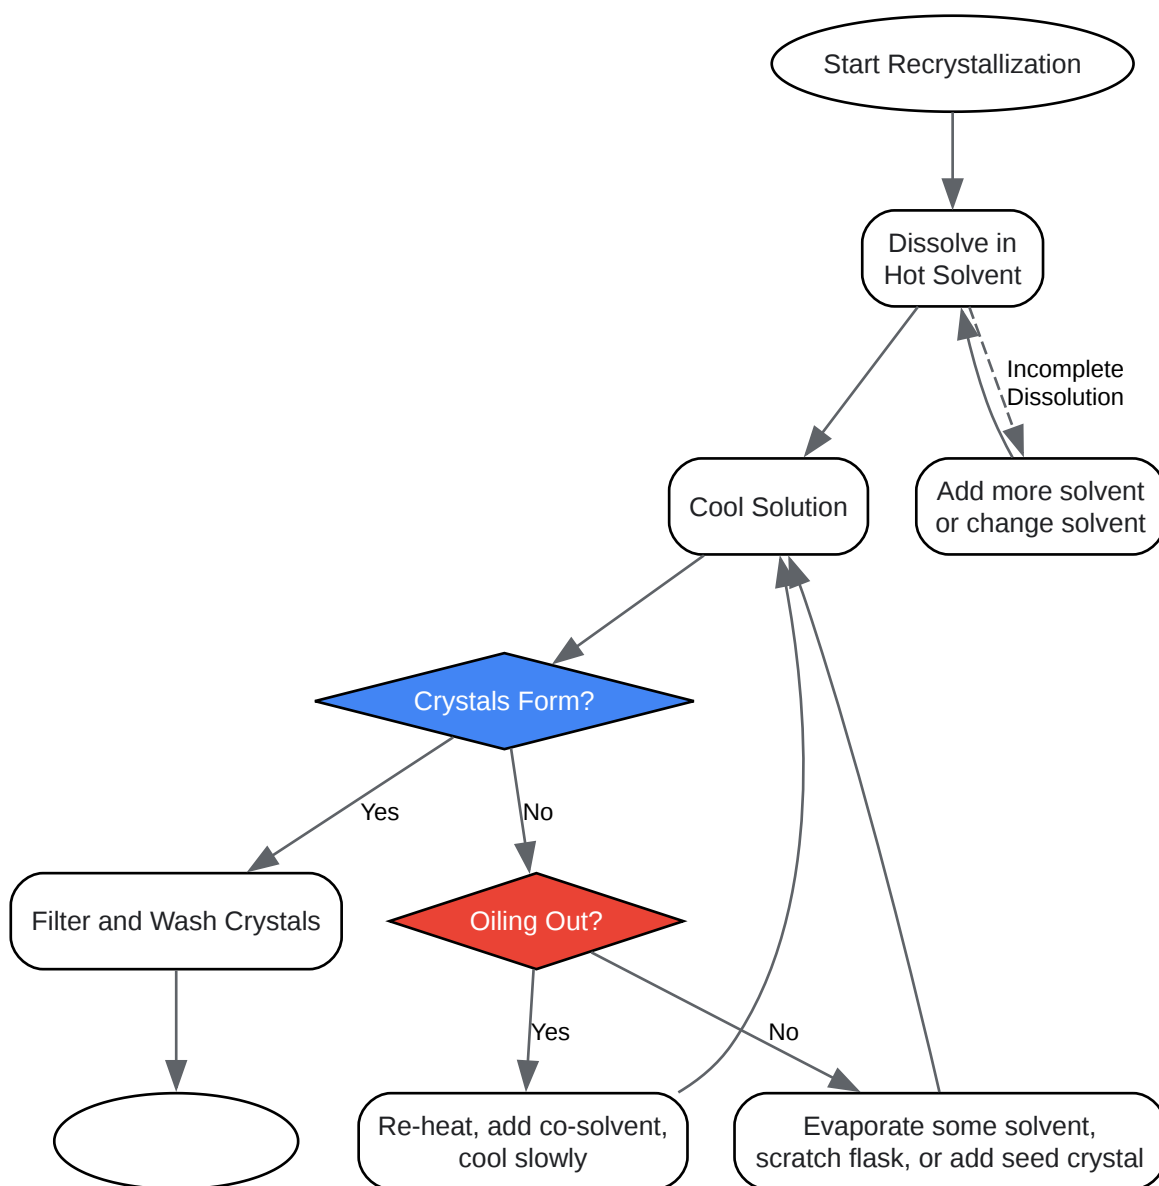 Start Recrystallization
Dissolve in
Hot Solvent
Incomplete
Dissolution
Cool Solution
Add more solvent
or change solvent
Crystals Form?
Yes
No
Filter and Wash Crystals
Oiling Out?
Yes
No
Re-heat, add co-solvent,
cool slowly
Evaporate some solvent,
scratch flask, or add seed crystal